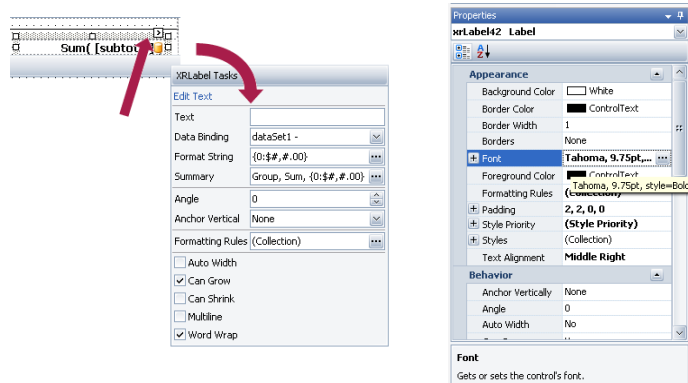 Sum( [subtot
XRLabel Tasks
Edit Text
Text
Data Binding dataSet1 -
Format String {0:$#,#.00}
Summary Group, Sum, {0:$#,#.00}
Angle 0
Anchor Vertical None
Formatting Rules (Collection)
Auto Width
Can Grow
Can Shrink
Multiline
Word Wrap
Properties
xrLabel42 Label
Appearance
Background Color White
Border Color ControlText
Border Width 1
Borders None
Font Tahoma, 9.75pt,...
Foreground Color ControlText
Tahoma, 9.75pt, style=Bold
Formatting Rules (Collection)
Padding 2, 2, 0, 0
Style Priority (Style Priority)
Styles (Collection)
Text Alignment Middle Right
Behavior
Anchor Vertically None
Angle 0
Auto Width No
Font
Gets or sets the control's font.